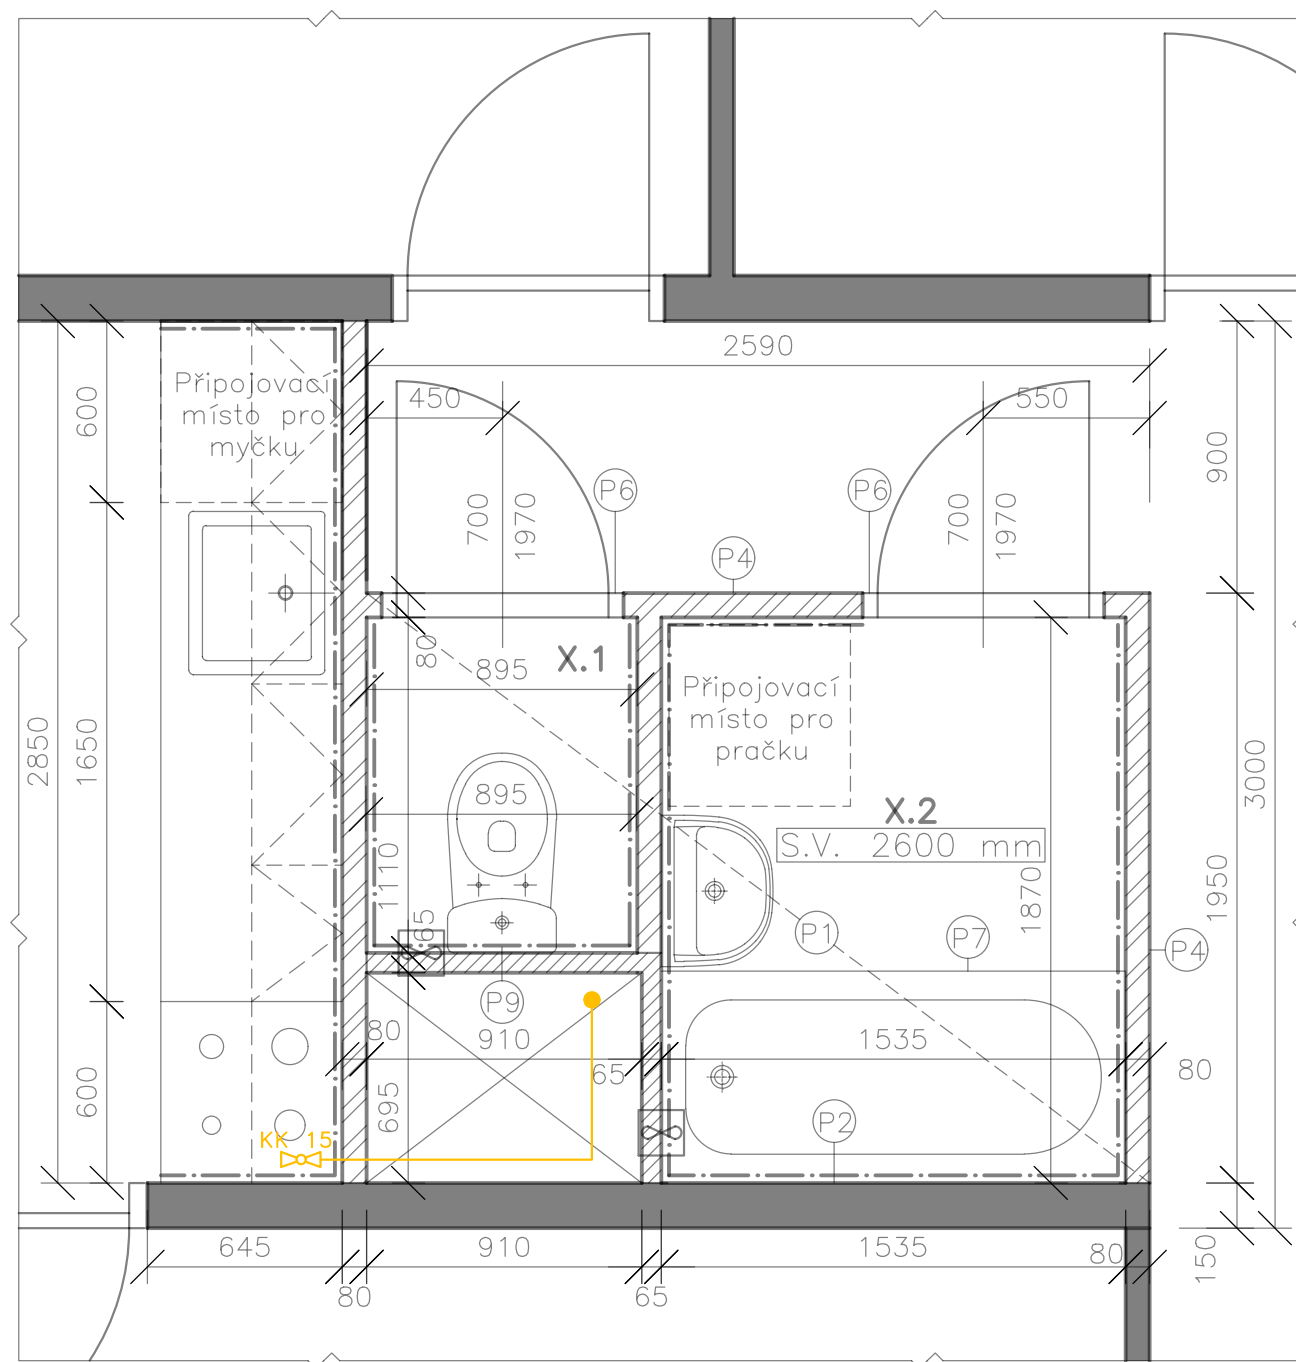 2590
450
550
Připojovací
místo pro
myčku
600
900
P6
P6
700
1970
700
1970
P4
80
895
X.1
Připojovací
místo pro
pračku
2850
1650
3000
895
X.2
S.V. 2600 mm
1110
65
1870
1950
P1
P7
P4
P9
80
910
1535
65
80
600
695
P2
KK 15
645
910
1535
80
150
80
65